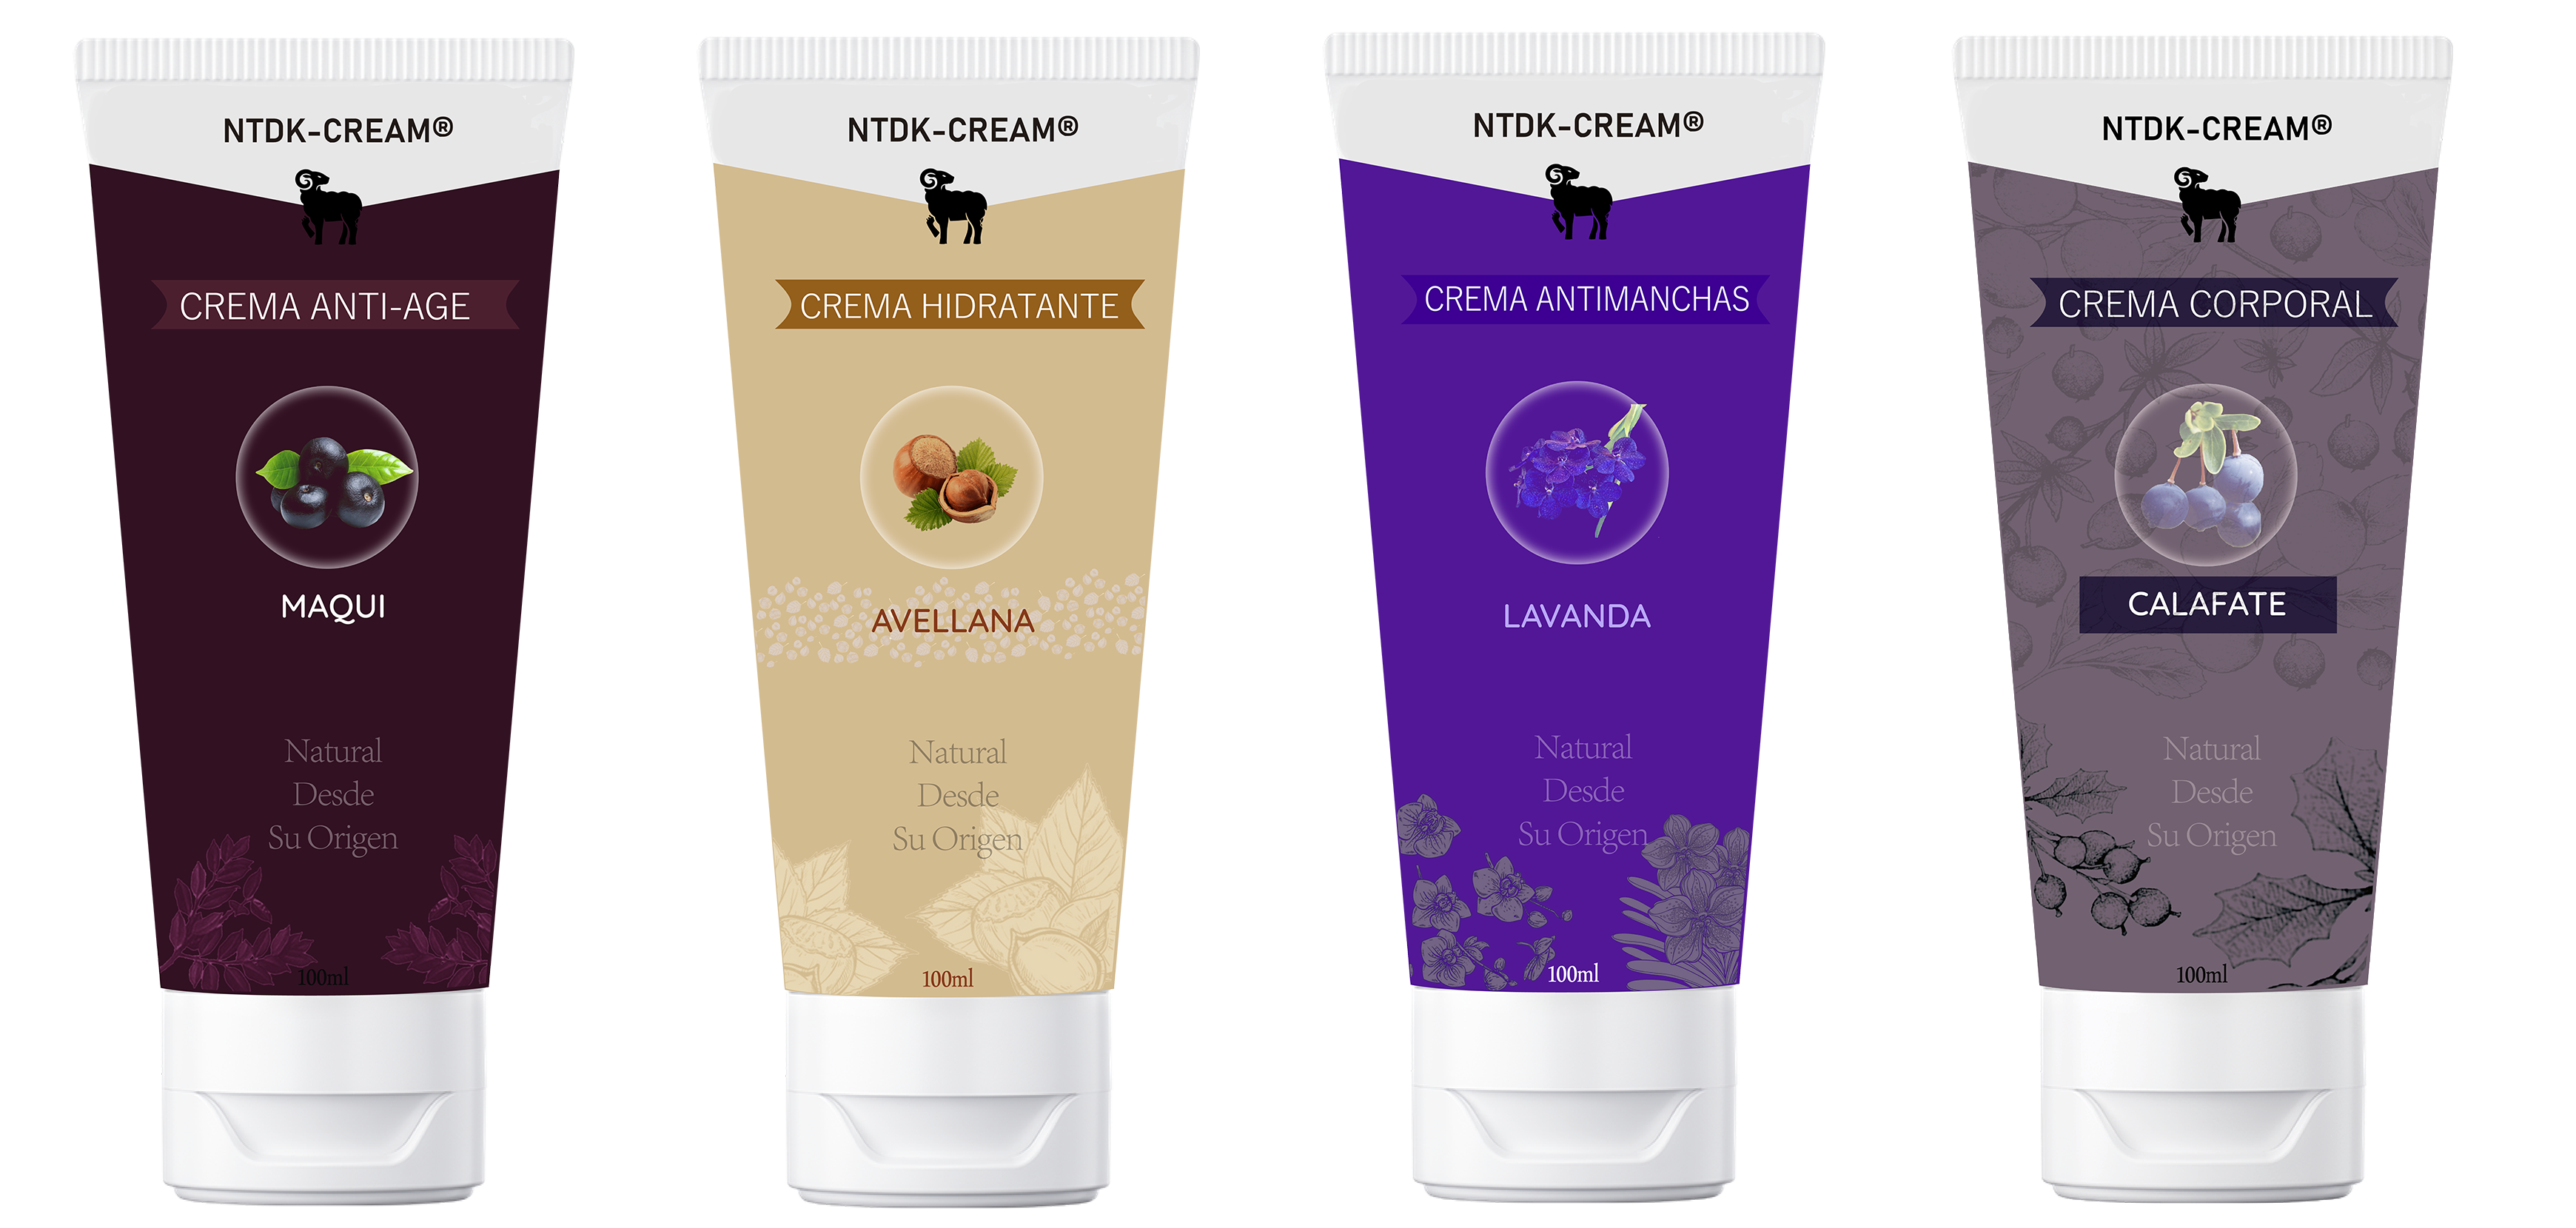 NTDK-CREAM®
CREMA ANTI-AGE
MAQUI
Natural
Desde
Su Origen
100ml
NTDK-CREAM®
CREMA HIDRATANTE
AVELLANA
Natural
Desde
Su Origen
100ml
NTDK-CREAM®
CREMA ANTIMANCHAS
LAVANDA
Natural
Desde
Su Origen
100ml
NTDK-CREAM®
CREMA CORPORAL
CALAFATE
Natural
Desde
Su Origen
100ml